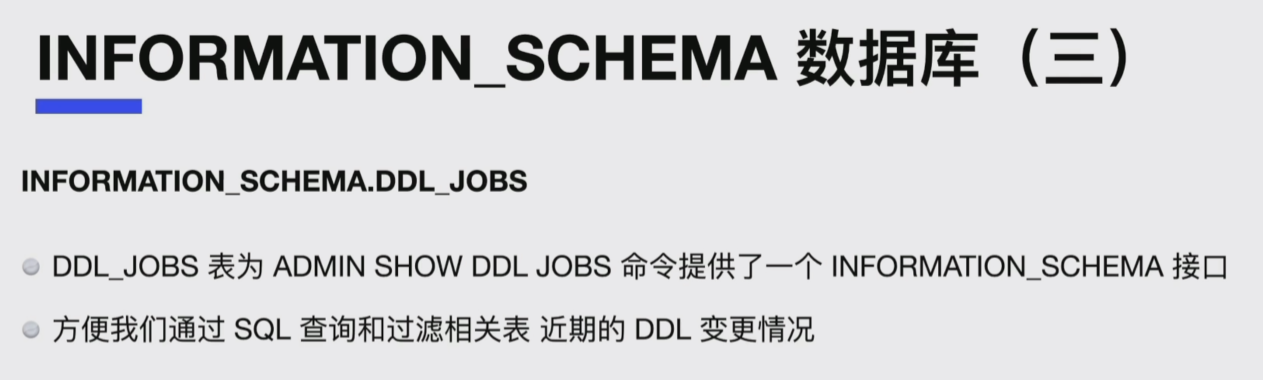 INFORMATION_SCHEMA 数据库（三）
INFORMATION_SCHEMA.DDL_JOBS
DDL_JOBS 表为 ADMIN SHOW DDL JOBS 命令提供了一个 INFORMATION_SCHEMA 接口
方便我们通过 SQL 查询和过滤相关表 近期的 DDL 变更情况